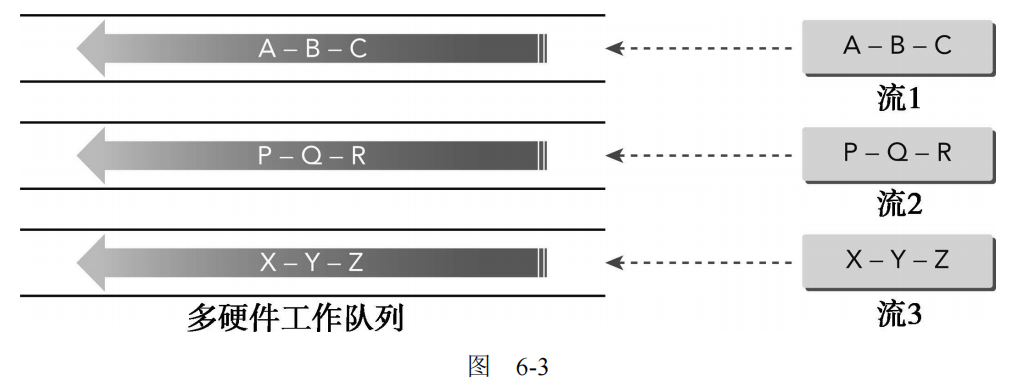 A – B – C
A – B – C
流1
P – Q – R
P – Q – R
流2
X – Y – Z
X – Y – Z
流3
多硬件工作队列
图 6-3